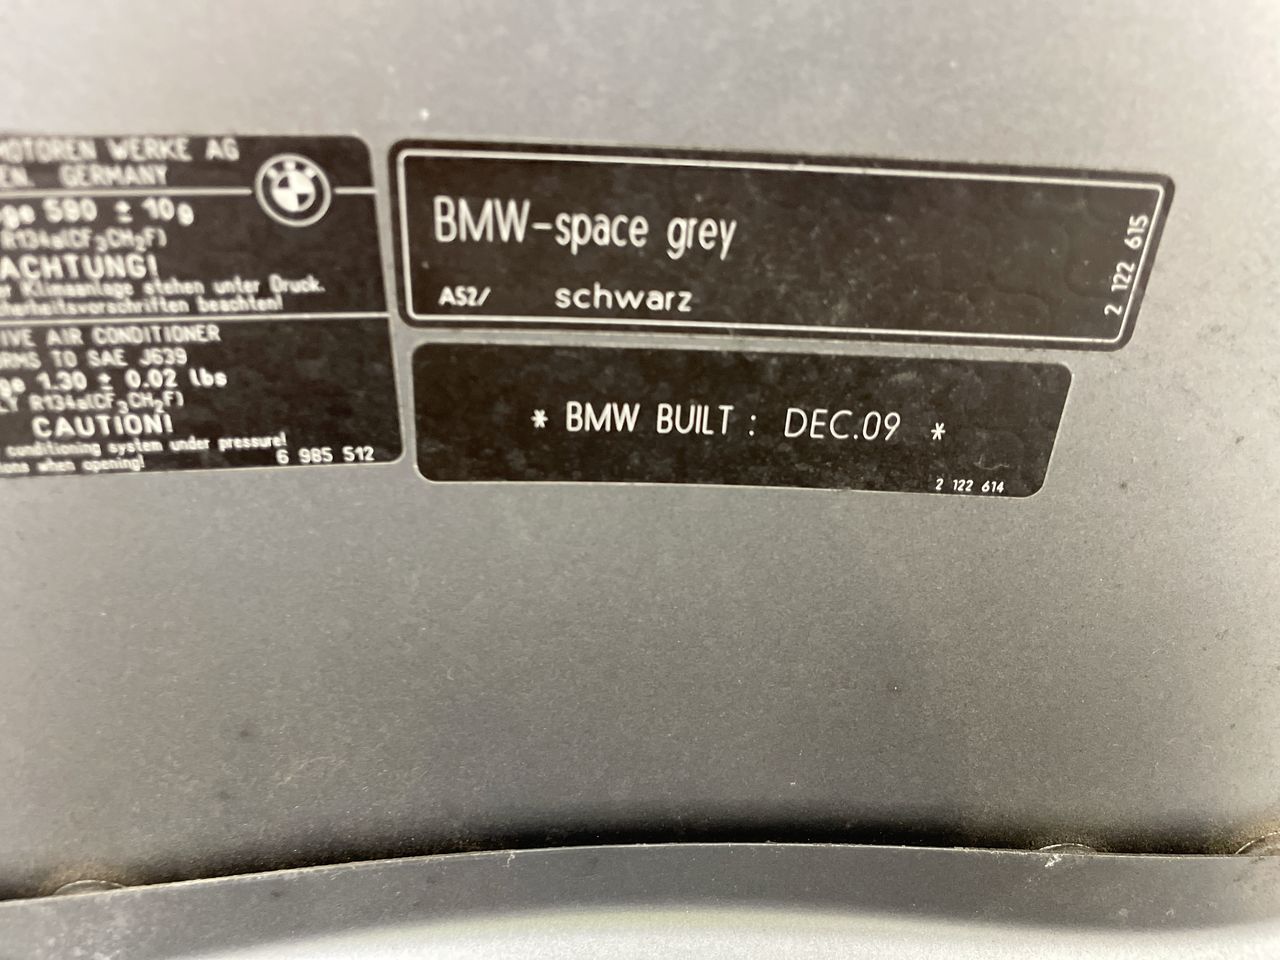 MOTOREN WERKE AG
GERMANY
590 ± 10g
R134a(CF3CH2F)
ACHTUNG!
Klimaanlage stehen unter Druck.
beachten!
AIR CONDITIONER
TO SAE J639
1.30 ± 0.02 lbs
R134a(CF3CH2F)
CAUTION!
conditioning system under pressure!
when opening!
6 985 512
BMW-space grey
A52/ schwarz
2 122 615
* BMW BUILT : DEC.09 *
2 122 614